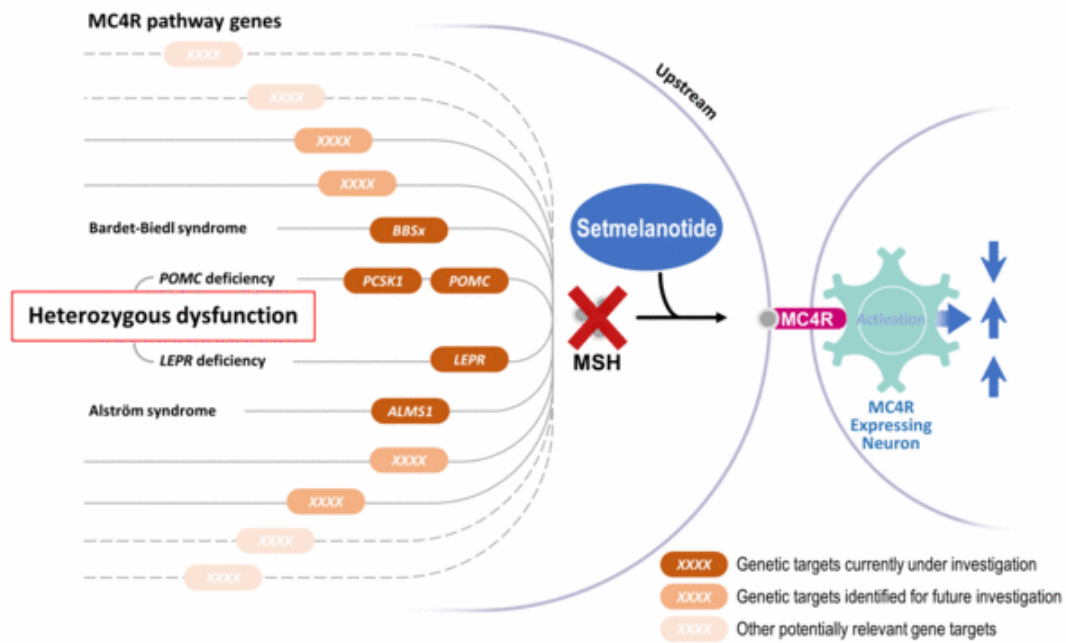 MC4R pathway genes
XXXX
XXXX
XXXX
XXXX
Upstream
Bardet-Biedl syndrome
BBSx
Setmelanotide
POMC deficiency
PCSK1
POMC
Heterozygous dysfunction
MSH
MC4R
Activation
LEPR deficiency
LEPR
Alström syndrome
ALMS1
MC4R
Expressing
Neuron
XXXX
XXXX
XXXX
XXXX
XXXX Genetic targets currently under investigation
XXXX Genetic targets identified for future investigation
XXXX Other potentially relevant gene targets